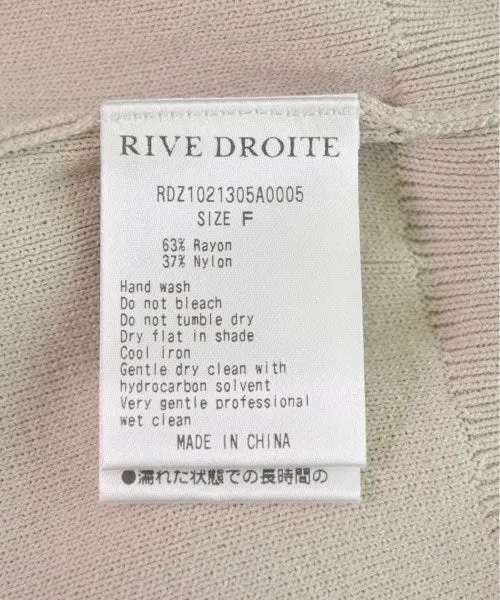 RIVE DROITE
RDZ1021305A0005
SIZE F
63% Rayon
37% Nylon
Hand wash
Do not bleach
Do not tumble dry
Dry flat in shade
Cool iron
Gentle dry clean with
hydrocarbon solvent
Very gentle professional
wet clean
MADE IN CHINA
●濡れた状態での長時間の